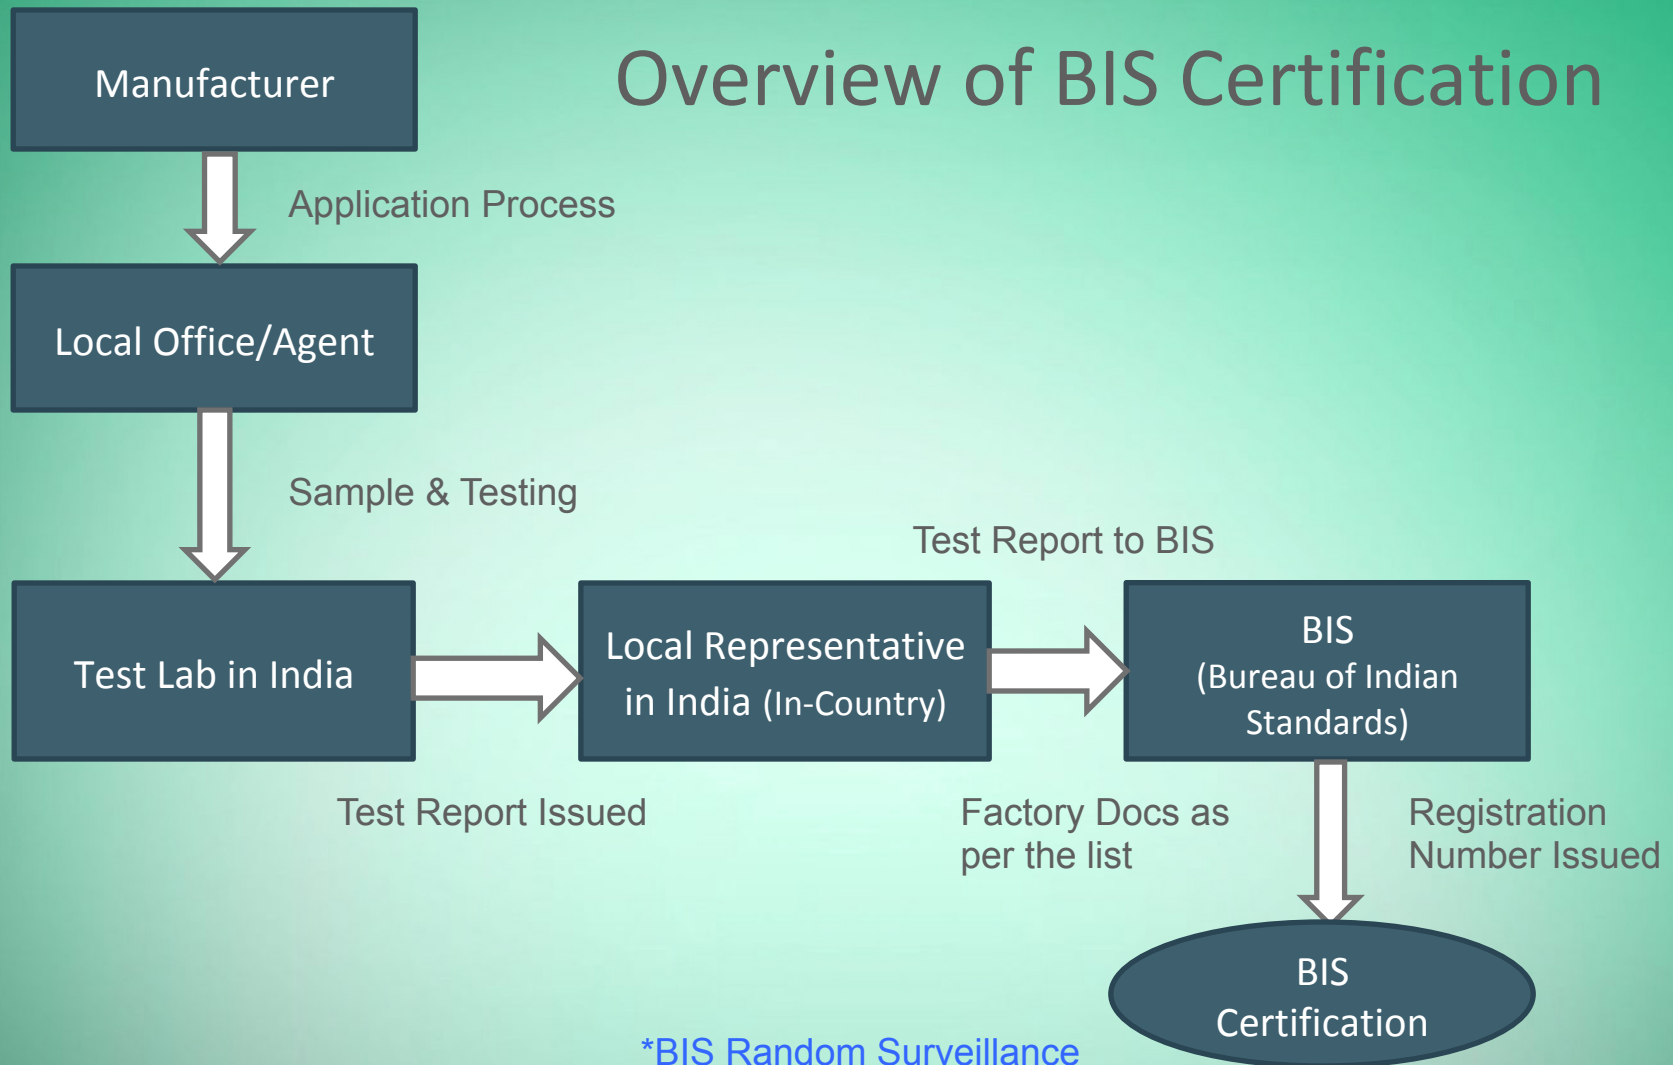 Overview of BIS Certification
Manufacturer
Application Process
Local Office/Agent
Sample & Testing
Test Report to BIS
Test Lab in India
Local Representative
in India (In-Country)
BIS
(Bureau of Indian
Standards)
Test Report Issued
Factory Docs as
per the list
Registration
Number Issued
BIS
Certification
*BIS Random Surveillance